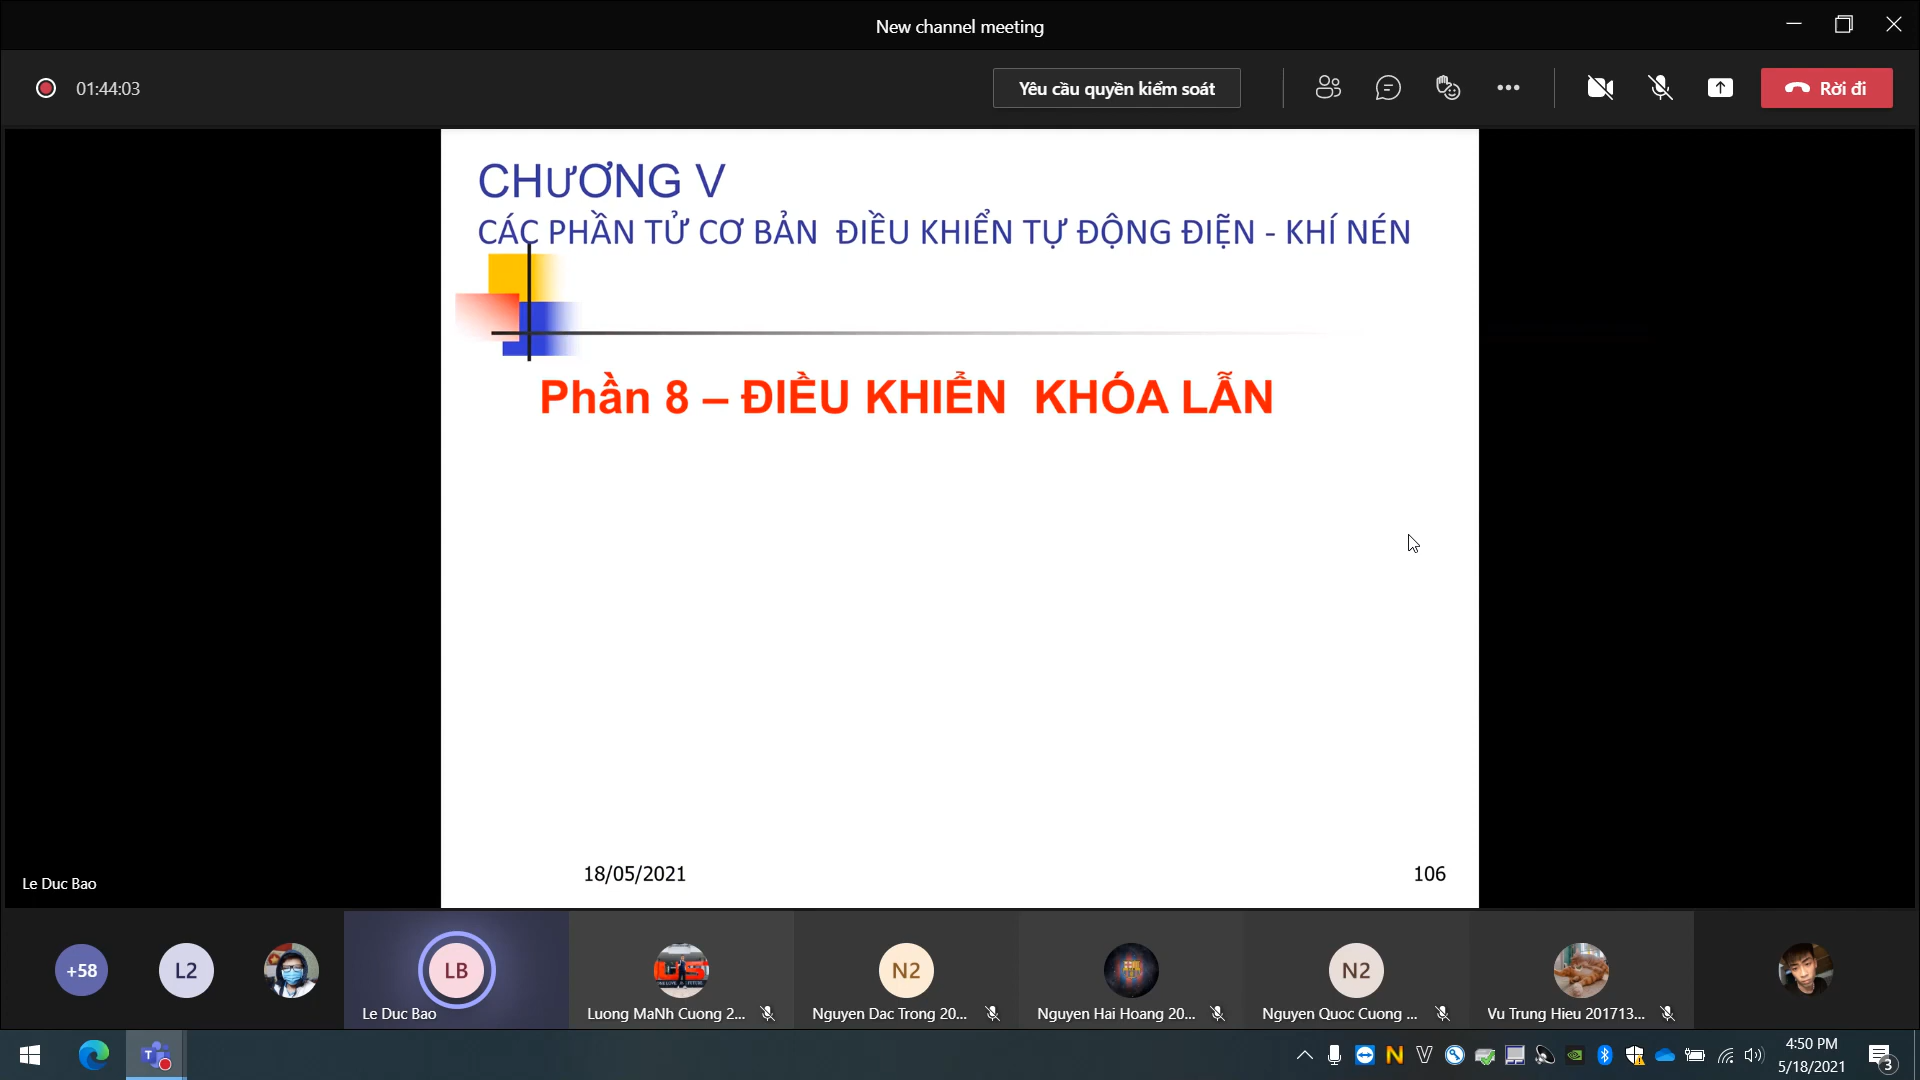 New channel meeting
01:44:03
Yêu cầu quyền kiểm soát
Rời đi
CHƯƠNG V
CÁC PHẦN TỬ CƠ BẢN ĐIỀU KHIỂN TỰ ĐỘNG ĐIỆN - KHÍ NÉN
Phần 8 – ĐIỀU KHIỂN KHÓA LẪN
18/05/2021
106
Le Duc Bao
+58
L2
LB
N2
N2
Le Duc Bao
Luong MaNh Cuong 2...
Nguyen Dac Trong 20...
Nguyen Hai Hoang 20...
Nguyen Quoc Cuong ...
Vu Trung Hieu 201713...
4:50 PM
5/18/2021
3